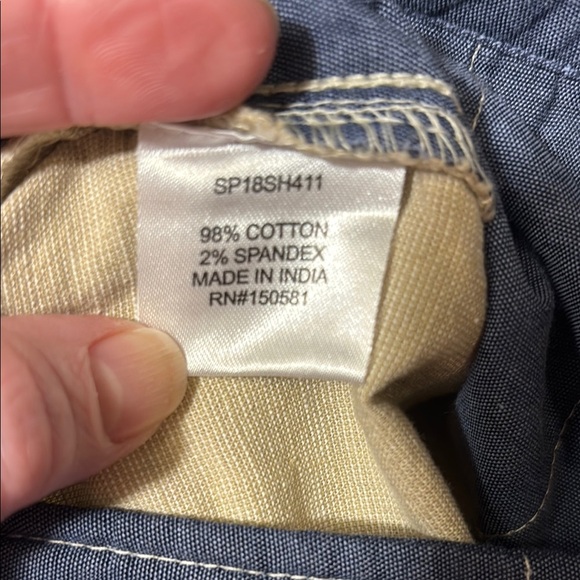 SP18SH411
98% COTTON
2% SPANDEX
MADE IN INDIA
RN#150581